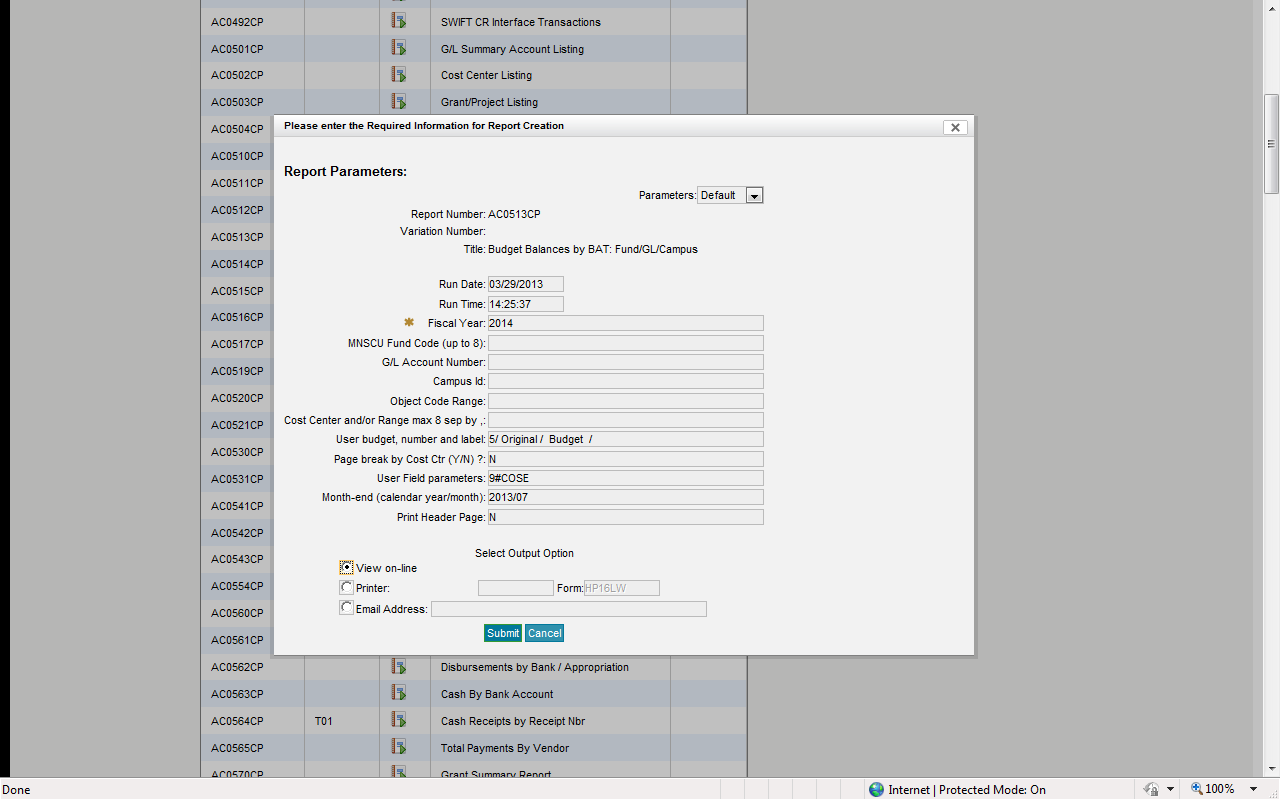 AC0492CP SWIFT CR Interface Transactions
AC0501CP G/L Summary Account Listing
AC0502CP Cost Center Listing
AC0503CP Grant/Project Listing
AC0504CP
AC0510CP
AC0511CP
AC0512CP
AC0513CP
AC0514CP
AC0515CP
AC0516CP
AC0517CP
AC0519CP
AC0520CP
AC0521CP
AC0530CP
AC0531CP
AC0541CP
AC0542CP
AC0543CP
AC0554CP
AC0560CP
AC0561CP
Please enter the Required Information for Report Creation
Report Parameters:
Parameters: Default
Report Number: AC0513CP
Variation Number:
Title: Budget Balances by BAT: Fund/GL/Campus
Run Date: 03/29/2013
Run Time: 14:25:37
Fiscal Year: 2014
MNSCU Fund Code (up to 8):
G/L Account Number:
Campus Id:
Object Code Range:
Cost Center and/or Range max 8 sep by ,:
User budget, number and label: 5/ Original / Budget /
Page break by Cost Ctr (Y/N) ?: N
User Field parameters: 9#COSE
Month-end (calendar year/month): 2013/07
Print Header Page: N
Select Output Option
View on-line
Printer: Form: HP16LW
Email Address:
Submit Cancel
AC0562CP Disbursements by Bank / Appropriation
AC0563CP Cash By Bank Account
AC0564CP T01 Cash Receipts by Receipt Nbr
AC0565CP Total Payments By Vendor
AC0570CP Grant Summary Report
Done Internet | Protected Mode: On 100%